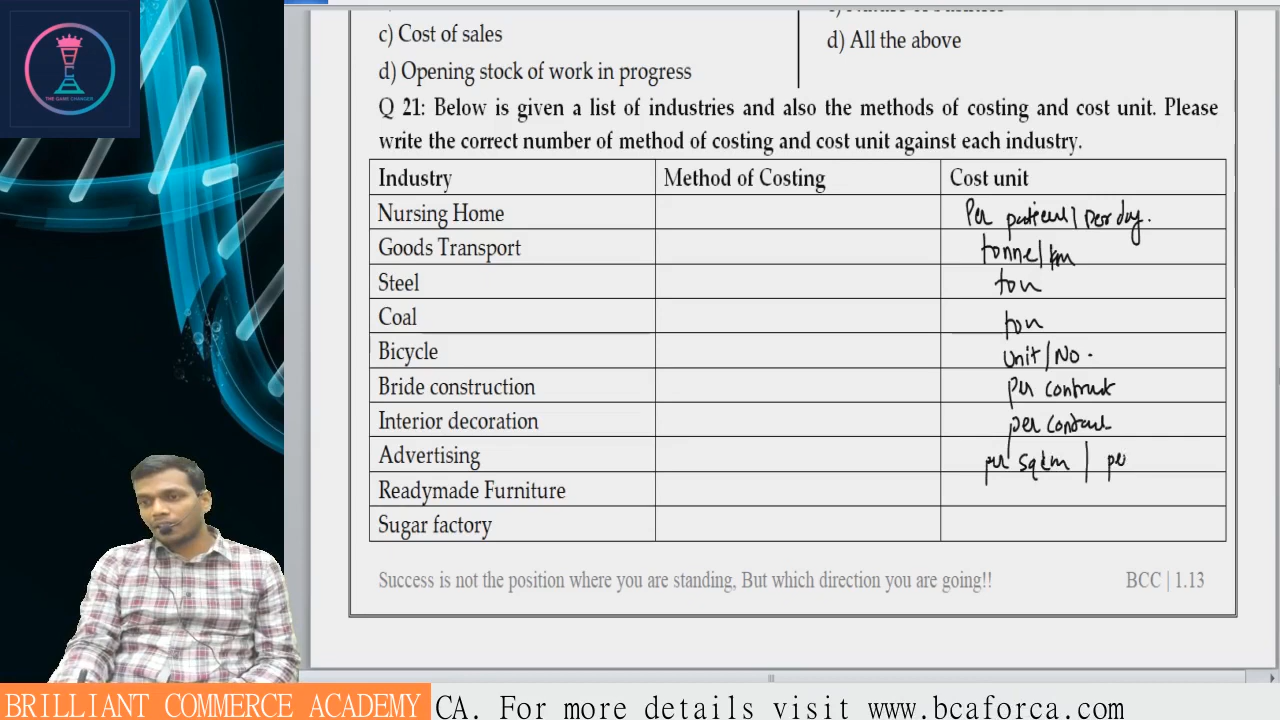 THE GAME CHANGER
c) Cost of sales
d) Opening stock of work in progress
d) All the above
Q 21: Below is given a list of industries and also the methods of costing and cost unit. Please
write the correct number of method of costing and cost unit against each industry.
Industry Method of Costing Cost unit
Nursing Home Per patient/ per day.
Goods Transport tonne/km
Steel ton
Coal ton
Bicycle Unit/No.
Bride construction per contract
Interior decoration per contract
Advertising per sqcm | pe
Readymade Furniture
Sugar factory
Success is not the position where you are standing, But which direction you are going!! BCC | 1.13
BRILLIANT COMMERCE ACADEMY CA. For more details visit www.bcaforca.com